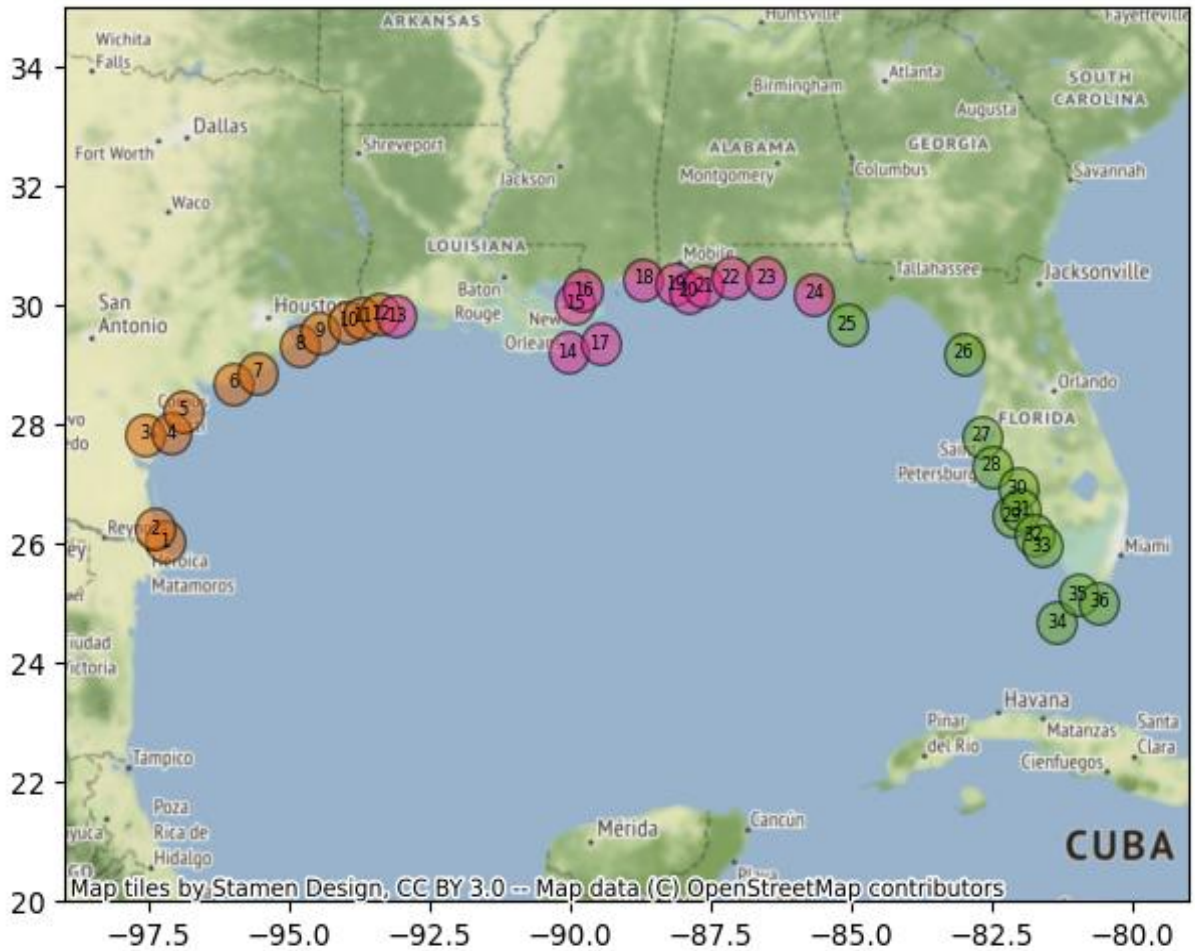 ARKANSAS
Huntsville
Fayetteville
34
Wichita
Falls
Atlanta
Birmingham
SOUTH
CAROLINA
Augusta
Dallas
Fort Worth
Shreveport
ALABAMA
GEORGIA
Jackson
Montgomery
Columbus
Savannah
32
Waco
LOUISIANA
Mobile
Tallahassee
Jacksonville
Baton
Rouge
San
Antonio
Houston
30
18
19
20
21
22
23
24
16
15
New
Orleans
14
17
25
26
8
9
10
11
12
13
6
7
Orlando
FLORIDA
28
5
3
4
27
Saint
Petersburg
28
30
29
31
32
33
26
Reynosa
2
1
Heroica
Matamoros
Miami
35
36
34
24
iudad
ictoria
Havana
Pinar
del Río
Matanzas
Santa
Clara
Cienfuegos
Tampico
22
Poza
Rica de
Hidalgo
Mérida
Cancún
CUBA
20
Map tiles by Stamen Design, CC BY 3.0 -- Map data (C) OpenStreetMap contributors
−97.5
−95.0
−92.5
−90.0
−87.5
−85.0
−82.5
−80.0